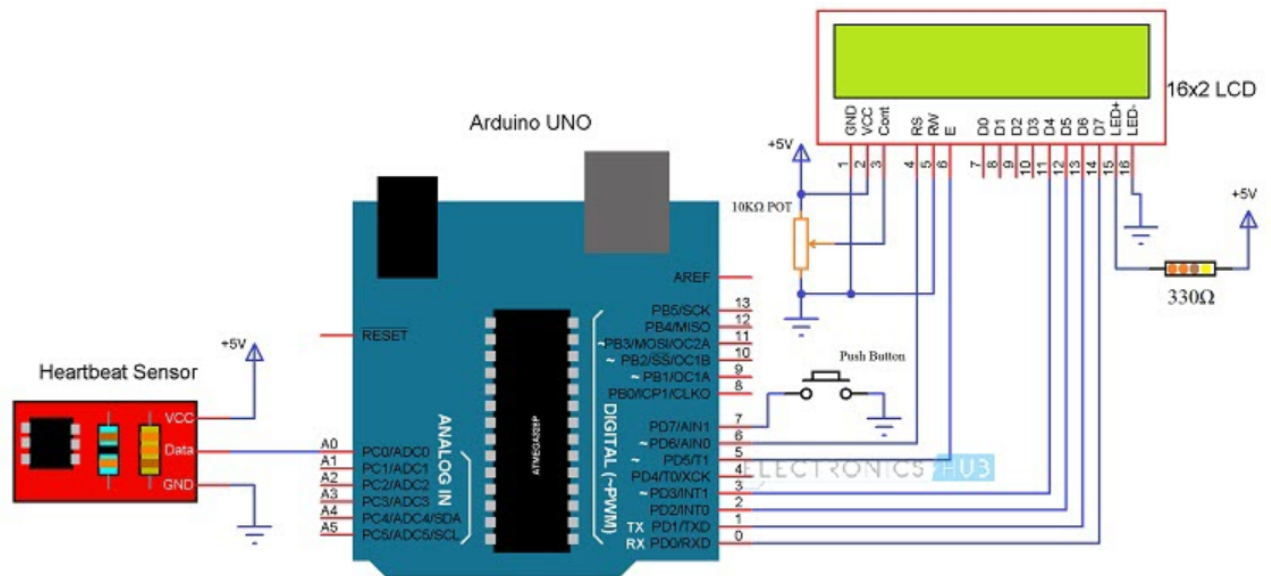 16x2 LCD
GND
VCC
Cont
RS
RW
E
D0
D1
D2
D3
D4
D5
D6
D7
LED+
LED-
1
2
3
4
5
6
7
8
9
10
11
12
13
14
15
16
+5V
10KΩ POT
+5V
330Ω
Arduino UNO
AREF
RESET
PB5/SCK 13
PB4/MISO 12
~PB3/MOSI/OC2A 11
~ PB2/SS/OC1B 10
~ PB1/OC1A 9
PB0/ICP1/CLKO 8
PD7/AIN1 7
~ PD6/AIN0 6
~ PD5/T1 5
PD4/T0/XCK 4
~ PD3/INT1 3
PD2/INT0 2
TX PD1/TXD 1
RX PD0/RXD 0
DIGITAL (~PWM)
ATMEGA328P
ANALOG IN
A0 PC0/ADC0
A1 PC1/ADC1
A2 PC2/ADC2
A3 PC3/ADC3
A4 PC4/ADC4/SDA
A5 PC5/ADC5/SCL
Push Button
ELECTRONICS HUB
+5V
Heartbeat Sensor
VCC
Data
GND